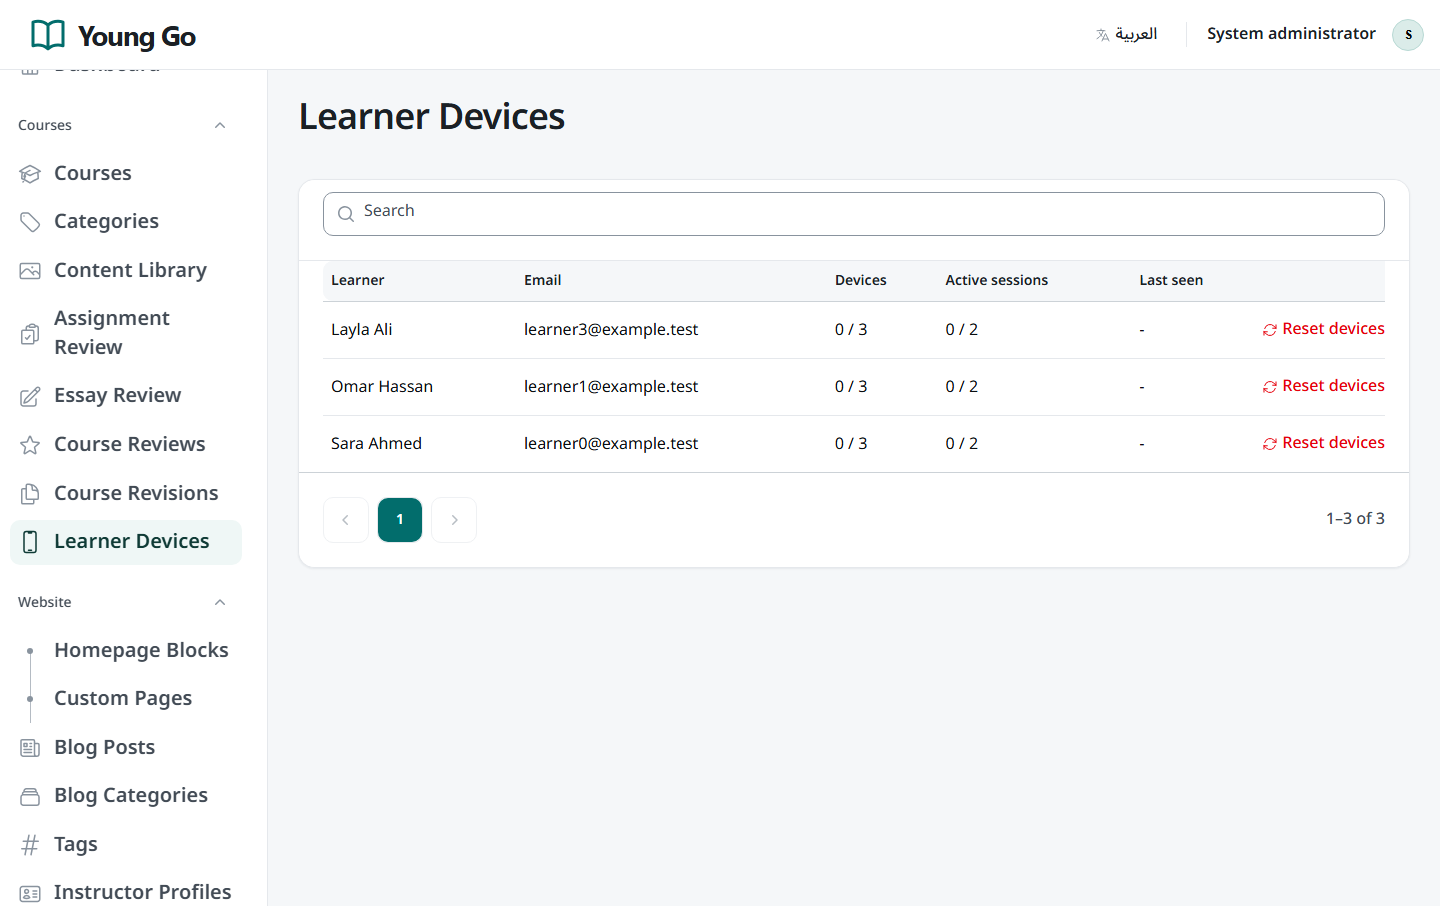 Young Go
العربية
System administrator
S
Dashboard
Courses
Courses
Categories
Content Library
Assignment
Review
Essay Review
Course Reviews
Course Revisions
Learner Devices
Website
Homepage Blocks
Custom Pages
Blog Posts
Blog Categories
Tags
Instructor Profiles
Learner Devices
Search
Learner Email Devices Active sessions Last seen
Layla Ali learner3@example.test 0 / 3 0 / 2 - Reset devices
Omar Hassan learner1@example.test 0 / 3 0 / 2 - Reset devices
Sara Ahmed learner0@example.test 0 / 3 0 / 2 - Reset devices
1
1–3 of 3